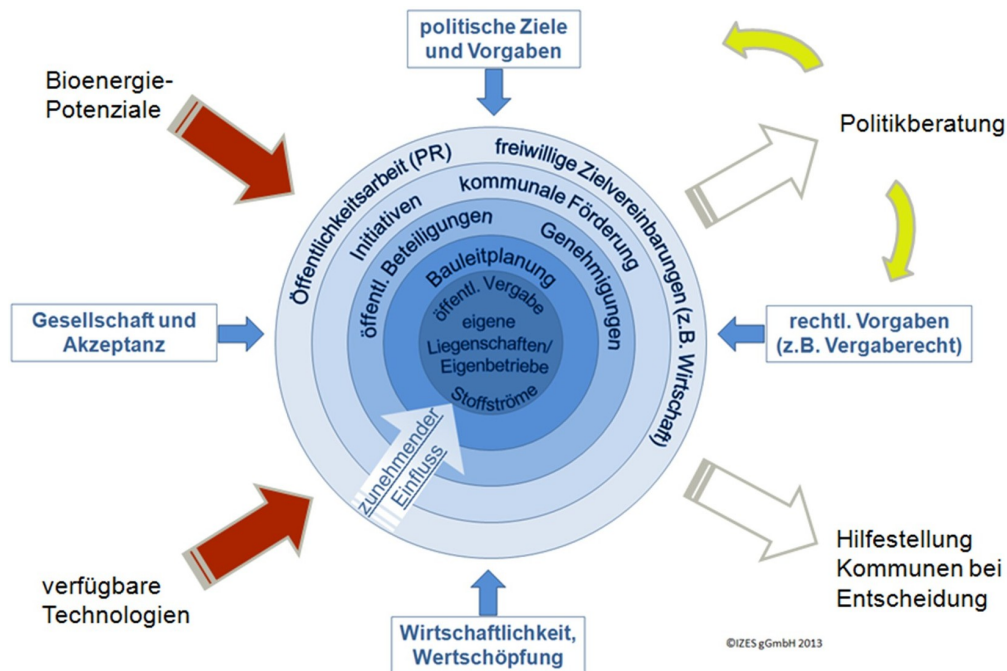 politische Ziele
und Vorgaben
Bioenergie-
Potenziale
Politikberatung
Öffentlichkeitsarbeit (PR)
freiwillige Zielvereinbarungen (z.B. Wirtschaft)
Initiativen
kommunale Förderung
öffentl. Beteiligungen
Genehmigungen
Bauleitplanung
öffentl. Vergabe
eigene
Liegenschaften/
Eigenbetriebe
Stoffströme
zunehmender
Einfluss
Gesellschaft und
Akzeptanz
rechtl. Vorgaben
(z.B. Vergaberecht)
verfügbare
Technologien
Hilfestellung
Kommunen bei
Entscheidung
Wirtschaftlichkeit,
Wertschöpfung
©IZES gGmbH 2013